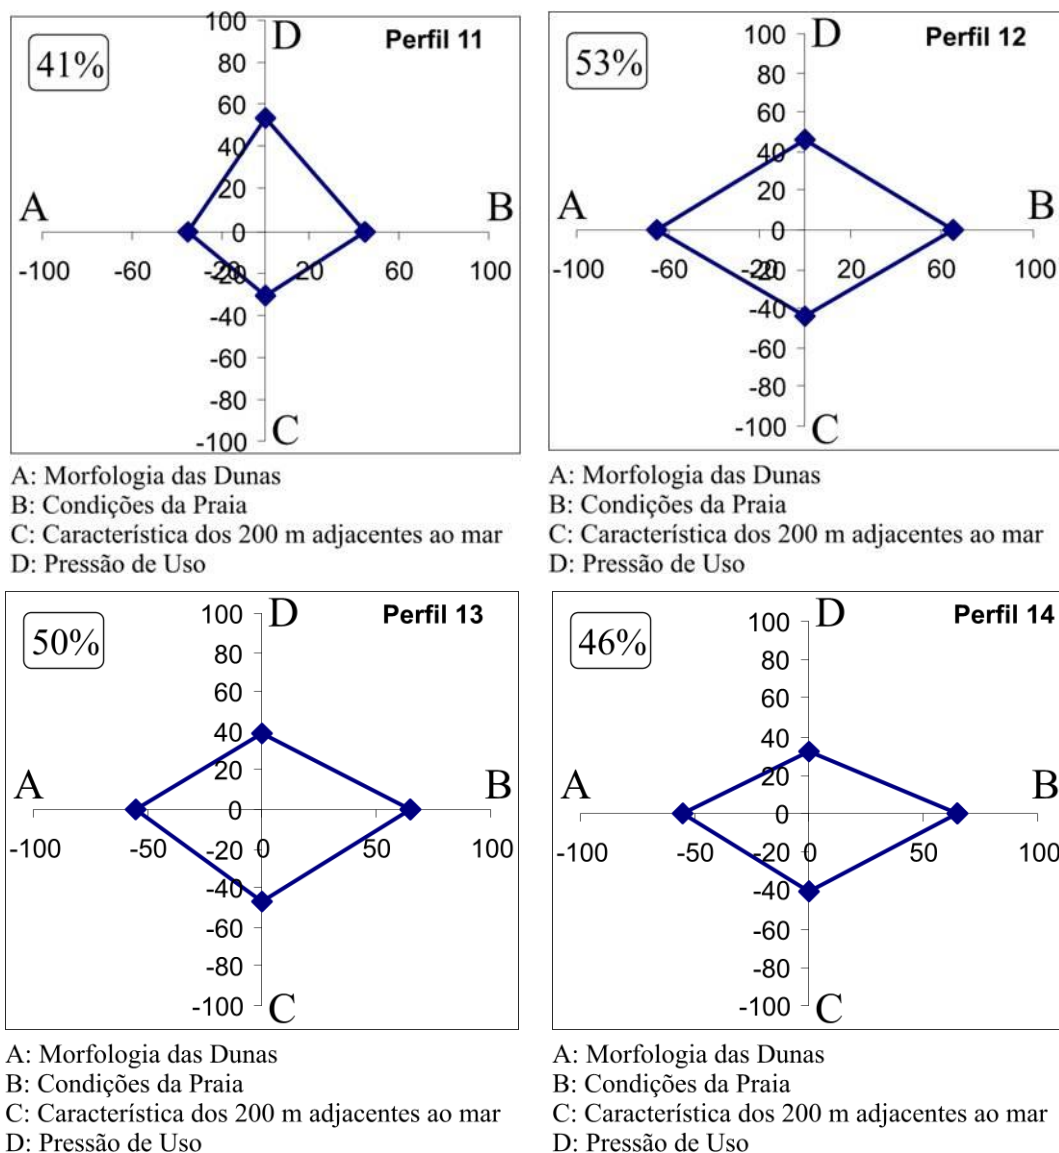 100 D Perfil 11
41%
80
60
40
20
A B
0
-100 -60 -20 20 60 100
-20
-40
-60
-80
-100 C
A: Morfologia das Dunas
B: Condições da Praia
C: Característica dos 200 m adjacentes ao mar
D: Pressão de Uso
100 D Perfil 12
53%
80
60
40
20
A B
0
-100 -60 -20 20 60 100
-20
-40
-60
-80
-100 C
A: Morfologia das Dunas
B: Condições da Praia
C: Característica dos 200 m adjacentes ao mar
D: Pressão de Uso
100 D Perfil 13
50%
80
60
40
20
A B
0
-100 -50 -20 0 50 100
-40
-60
-80
-100 C
A: Morfologia das Dunas
B: Condições da Praia
C: Característica dos 200 m adjacentes ao mar
D: Pressão de Uso
100 D Perfil 14
46%
80
60
40
20
A B
0
-100 -50 -20 0 50 100
-40
-60
-80
-100 C
A: Morfologia das Dunas
B: Condições da Praia
C: Característica dos 200 m adjacentes ao mar
D: Pressão de Uso